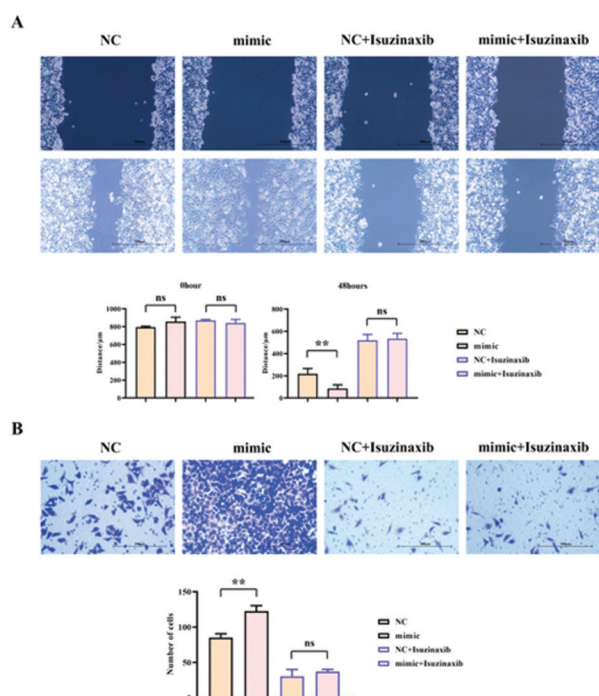 A
NC mimic NC+Isuzinaxib mimic+Isuzinaxib
0hour
ns ns
Distance/μm
1000
800
600
400
200
0
48hours
** ns
Distance/μm
800
600
400
200
0
NC
mimic
NC+Isuzinaxib
mimic+Isuzinaxib
B
NC mimic NC+Isuzinaxib mimic+Isuzinaxib
** ns
Number of cells
150
100
50
NC
mimic
NC+Isuzinaxib
mimic+Isuzinaxib